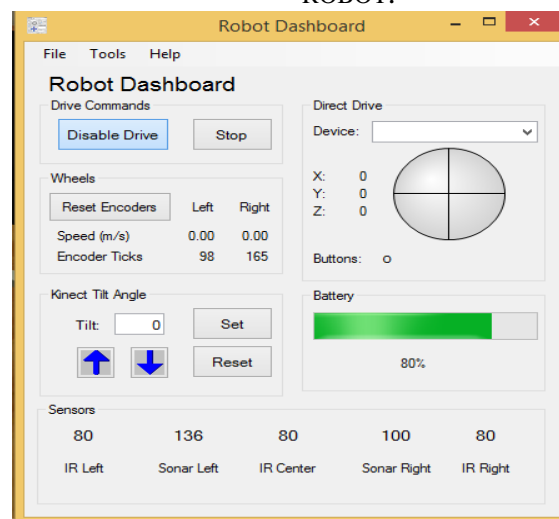 ROBOT.
Robot Dashboard
File Tools Help
Robot Dashboard
Drive Commands
Disable Drive Stop
Wheels
Reset Encoders Left Right
Speed (m/s) 0.00 0.00
Encoder Ticks 98 165
Kinect Tilt Angle
Tilt: 0 Set
Reset
Direct Drive
Device:
X: 0
Y: 0
Z: 0
Buttons: o
Battery
80%
Sensors
80 136 80 100 80
IR Left Sonar Left IR Center Sonar Right IR Right